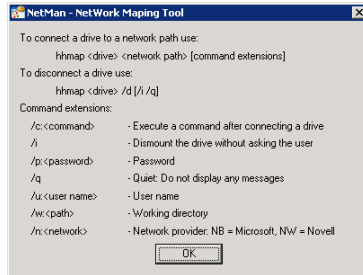 NetMan - NetWork Maping Tool
To connect a drive to a network path use:
hhmap <drive> <network path> [command extensions]
To disconnect a drive use:
hhmap <drive> /d [/i /q]
Command extensions:
/c:<command> - Execute a command after connecting a drive
/i - Dismount the drive without asking the user
/p:<password> - Password
/q - Quiet: Do not display any messages
/u:<user name> - User name
/w:<path> - Working directory
/n:<network> - Network provider: NB = Microsoft, NW = Novell
OK